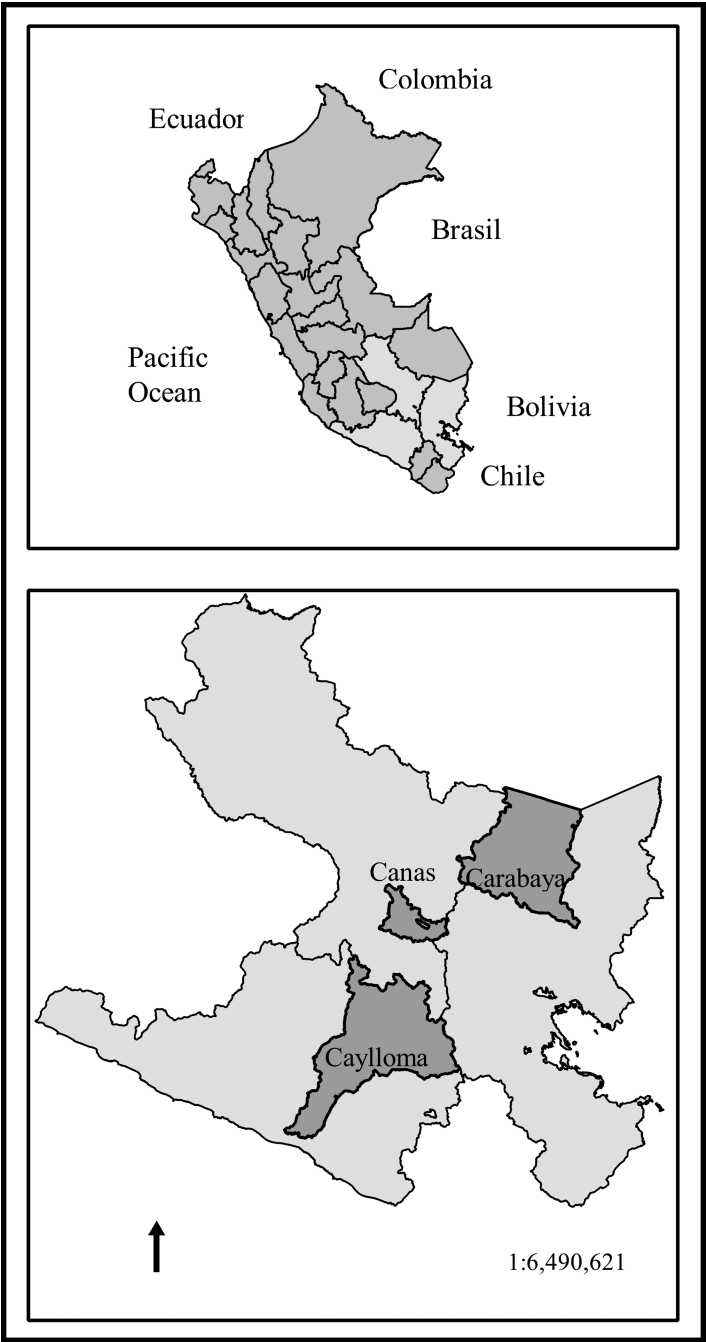 Colombia
Ecuador
Brasil
Pacific
Ocean
Bolivia
Chile
Canas
Carabaya
Caylloma
1:6,490,621